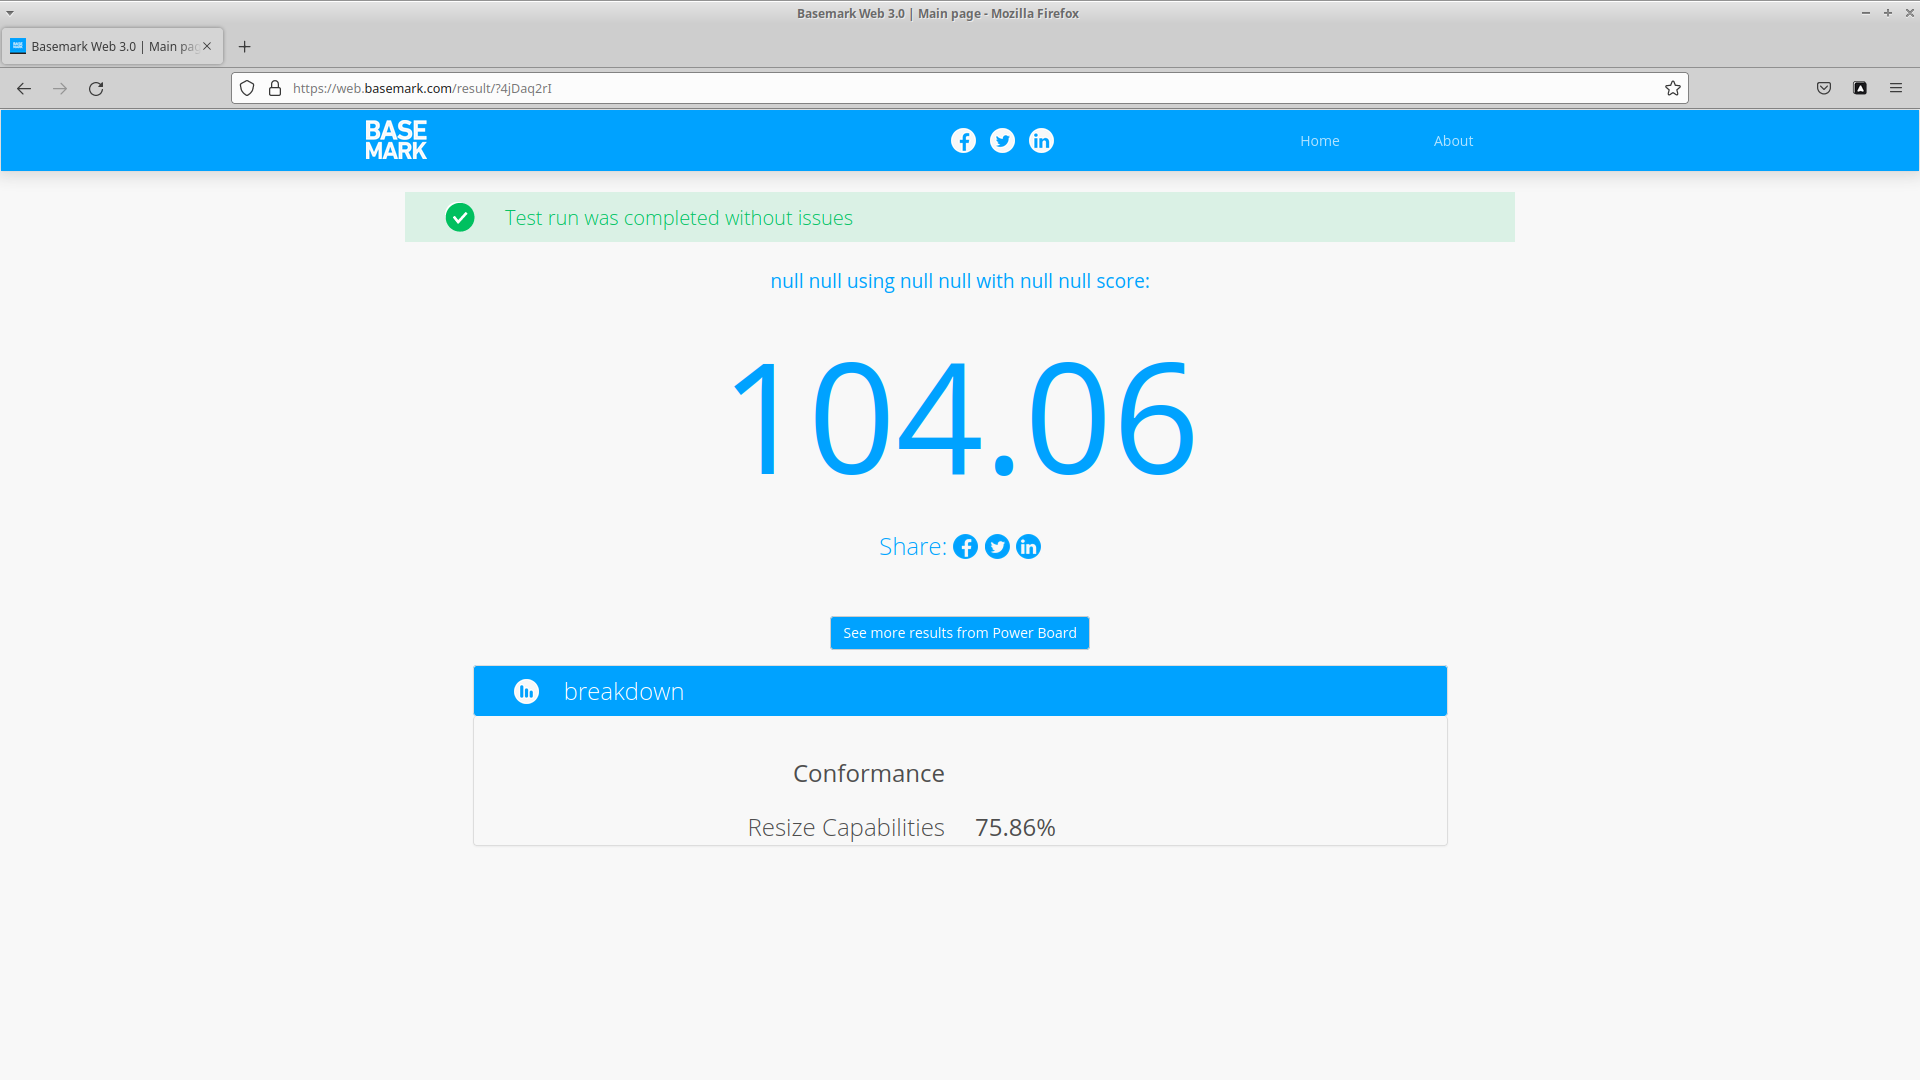 Basemark Web 3.0 | Main page - Mozilla Firefox
Basemark Web 3.0 | Main pag
https://web.basemark.com/result/?4jDaq2rI
BASE
MARK
Home
About
Test run was completed without issues
null null using null null with null null score:
104.06
Share:
See more results from Power Board
breakdown
Conformance
Resize Capabilities 75.86%